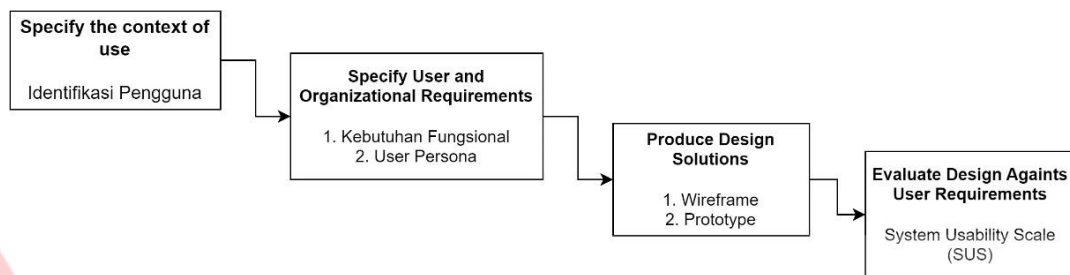 Specify the context of
use
Identifikasi Pengguna
Specify User and
Organizational Requirements
1. Kebutuhan Fungsional
2. User Persona
Produce Design
Solutions
1. Wireframe
2. Prototype
Evaluate Design Againts
User Requirements
System Usability Scale
(SUS)